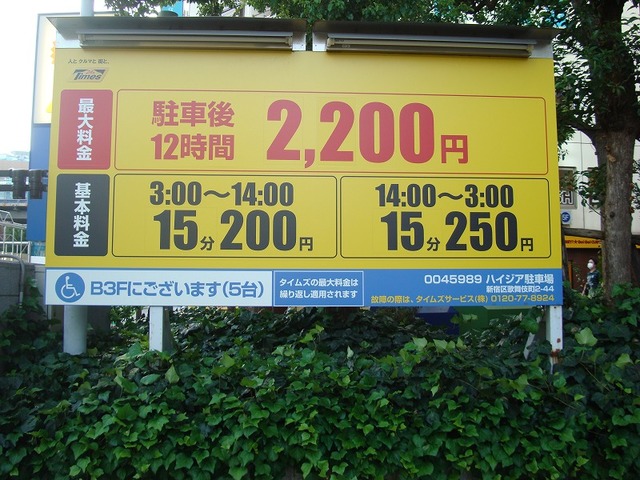 人と クルマと 街と。
Times
最大料金
駐車後
12時間
2,200円
基本料金
3:00～14:00
15分200円
14:00～3:00
15分250円
B3Fにございます(5台)
タイムズの最大料金は
繰り返し適用されます
0045989 ハイジア駐車場
新宿区歌舞伎町2-44
故障の際は、タイムズサービス(株) 0120-77-8924